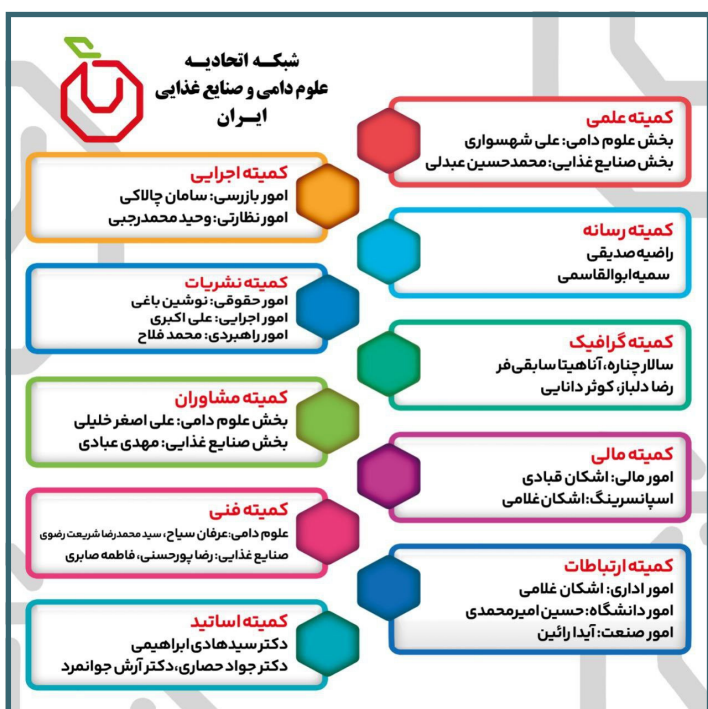 شبکه اتحادیه
علوم دامی و صنایع غذایی
ایران
کمیته علمی
بخش علوم دامی: علی شهسواری
بخش صنایع غذایی: محمدحسین عبدلی
کمیته اجرایی
امور بازرسی: سامان چالاکی
امور نظارتی: وحید محمدرجبی
کمیته رسانه
راضیه صدیقی
سمیه ابوالقاسمی
کمیته نشریات
امور حقوقی: نوشین باغی
امور اجرایی: علی اکبری
امور راهبردی: محمد فلاح
کمیته گرافیک
سالار چناره، آناهیتا سابقی‌فر
رضا دلباز، کوثر دانایی
کمیته مشاوران
بخش علوم دامی: علی اصغر خلیلی
بخش صنایع غذایی: مهدی عبادی
کمیته مالی
امور مالی: اشکان قبادی
اسپانسرینگ: اشکان غلامی
کمیته فنی
علوم دامی: عرفان سیاح، سید محمدرضا شریعت رضوی
صنایع غذایی: رضا پورحسنی، فاطمه صابری
کمیته ارتباطات
امور اداری: اشکان غلامی
امور دانشگاه: حسین امیرمحمدی
امور صنعت: آیدا رائین
کمیته اساتید
دکتر سیدهادی ابراهیمی
دکتر جواد حصاری، دکتر آرش جوانمرد